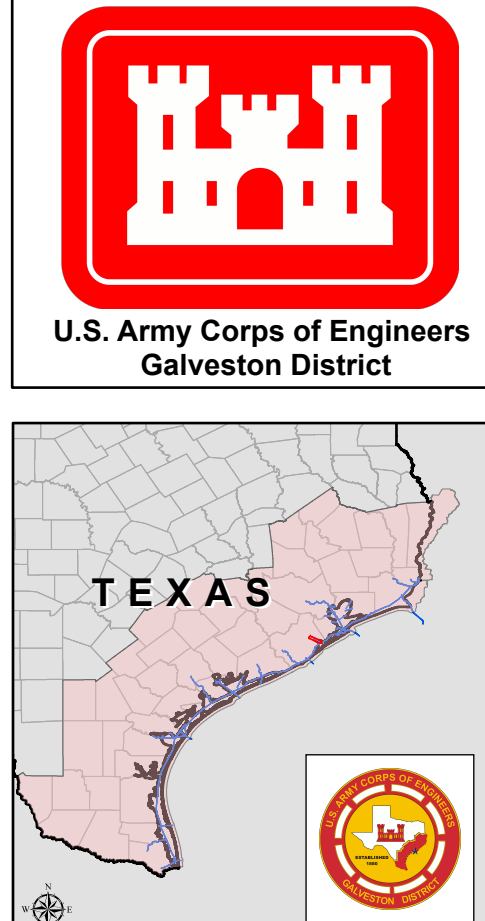 U.S. Army Corps of Engineers
Galveston District
TEXAS
U.S. ARMY CORPS OF ENGINEERS
ESTABLISHED
1880
GALVESTON DISTRICT
N
W E